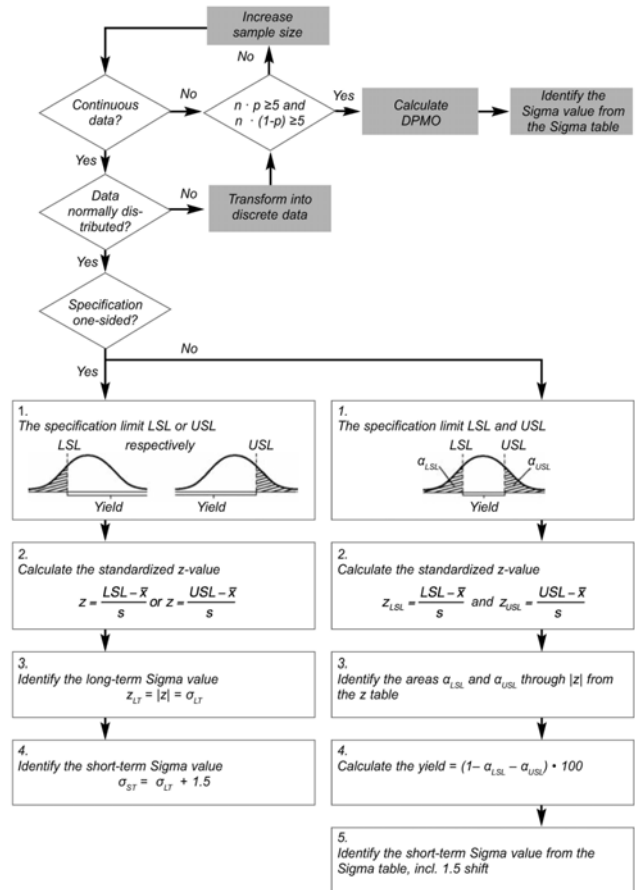 Increase
sample size
No
Continuous
data?
No
n · p ≥5 and
n · (1-p) ≥5
Yes
Calculate
DPMO
Identify the
Sigma value from
the Sigma table
Yes
Data
normally dis-
tributed?
No
Transform into
discrete data
Yes
Specification
one-sided?
No
Yes
1.
The specification limit LSL or USL
LSL respectively USL
Yield Yield
2.
Calculate the standardized z-value
z = (LSL – x̅)/s or z = (USL – x̅)/s
3.
Identify the long-term Sigma value
z_LT = |z| = σ_LT
4.
Identify the short-term Sigma value
σ_ST = σ_LT + 1.5
1.
The specification limit LSL and USL
LSL USL
α_LSL α_USL
Yield
2.
Calculate the standardized z-value
z_LSL = (LSL – x̅)/s and z_USL = (USL – x̅)/s
3.
Identify the areas α_LSL and α_USL through |z| from
the z table
4.
Calculate the yield = (1– α_LSL – α_USL) • 100
5.
Identify the short-term Sigma value from the
Sigma table, incl. 1.5 shift